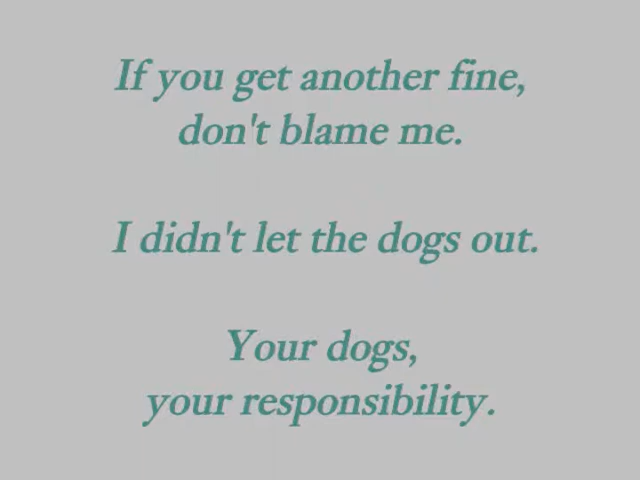 If you get another fine,
don't blame me.
I didn't let the dogs out.
Your dogs,
your responsibility.